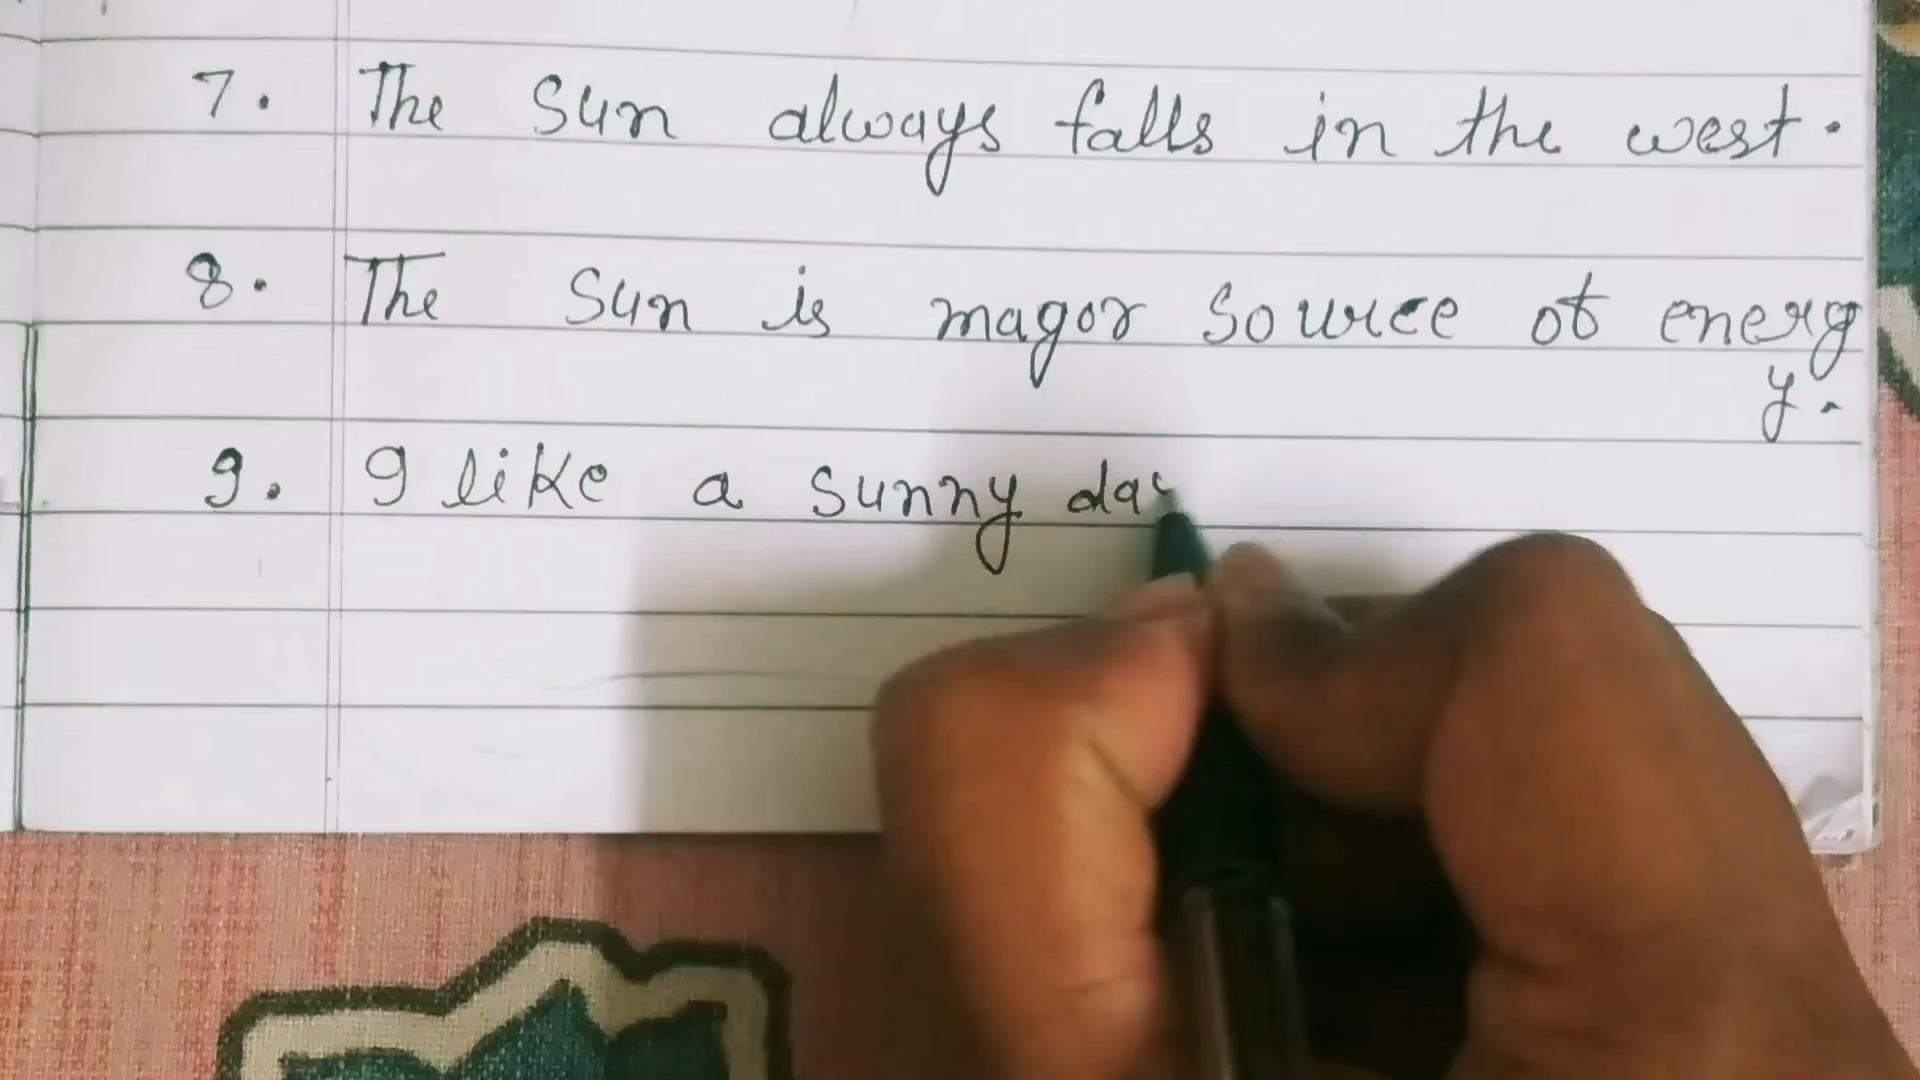 7. The Sun always falls in the west.
8. The Sun is magor Source of energ
y.
9. I like a sunny day